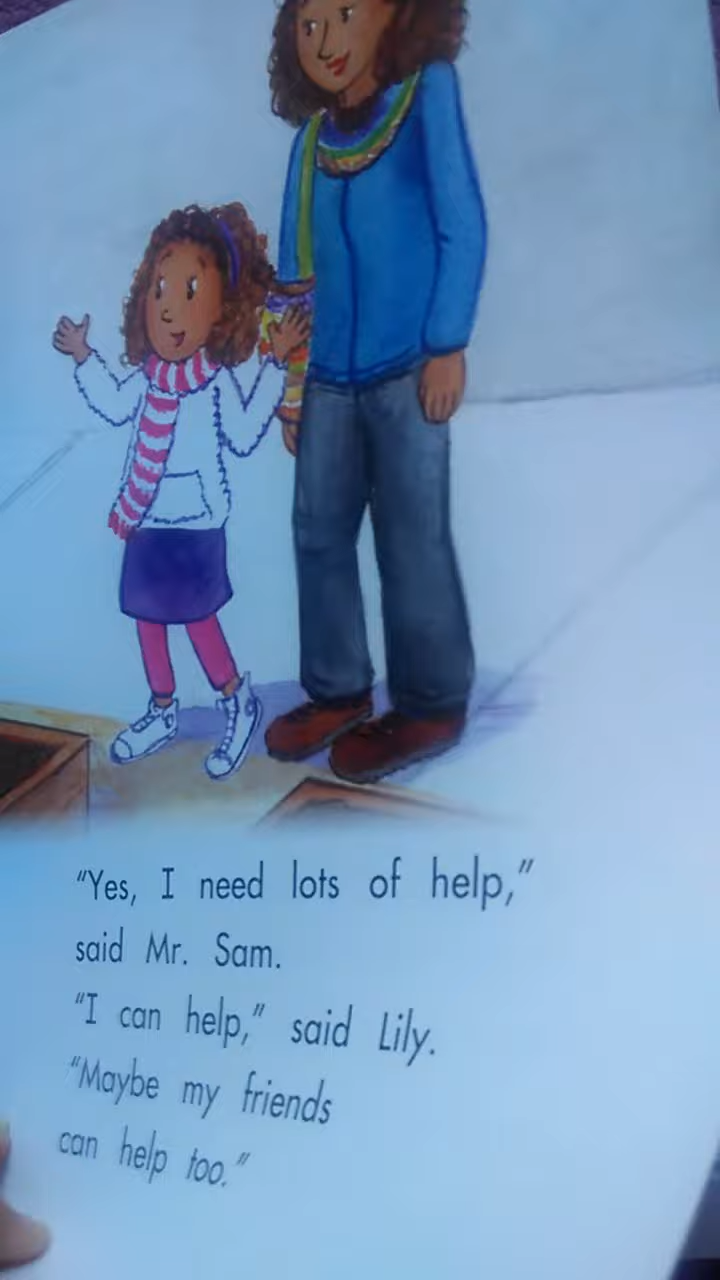 “Yes, I need lots of help,”
said Mr. Sam.
“I can help,” said Lily.
“Maybe my friends
can help too.”